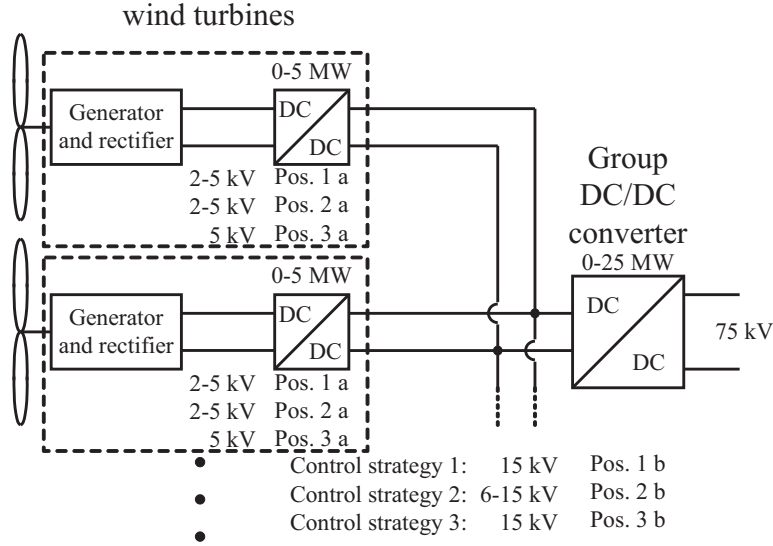 wind turbines
0-5 MW
Generator
and rectifier
DC
DC
2-5 kV Pos. 1 a
2-5 kV Pos. 2 a
5 kV Pos. 3 a
Group
DC/DC
converter
0-25 MW
0-5 MW
Generator
and rectifier
DC
DC
DC
DC
75 kV
2-5 kV Pos. 1 a
2-5 kV Pos. 2 a
5 kV Pos. 3 a
Control strategy 1: 15 kV Pos. 1 b
Control strategy 2: 6-15 kV Pos. 2 b
Control strategy 3: 15 kV Pos. 3 b